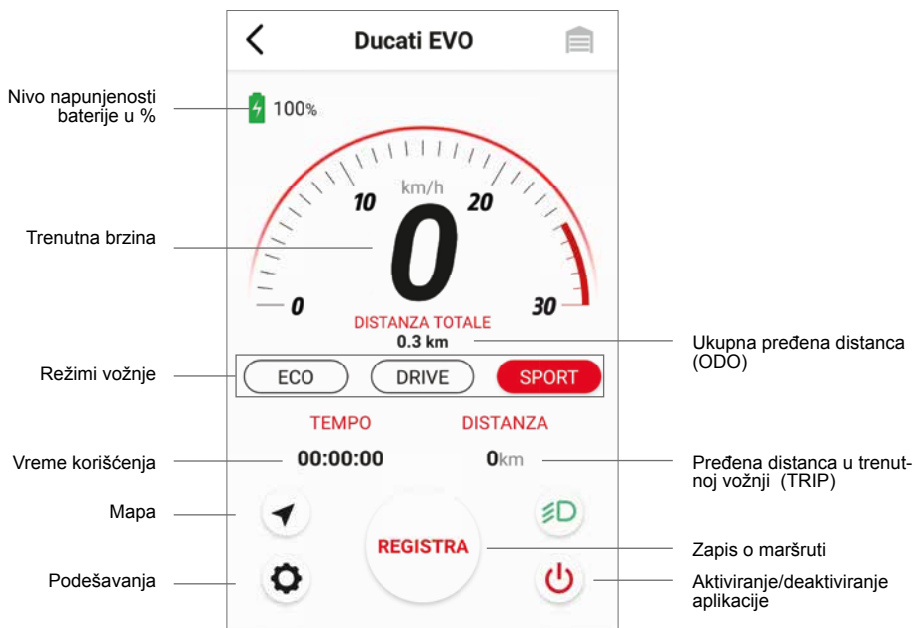 Ducati EVO
Nivo napunjenosti
baterije u %
100%
km/h
10
20
Trenutna brzina
0
0
30
DISTANZA TOTALE
0.3 km
Ukupna pređena distanca
(ODO)
Režimi vožnje
ECO
DRIVE
SPORT
TEMPO
DISTANZA
Vreme korišćenja
00:00:00
0km
Pređena distanca u trenut-
noj vožnji (TRIP)
Mapa
REGISTRA
Zapis o maršruti
Podešavanja
Aktiviranje/deaktiviranje
aplikacije